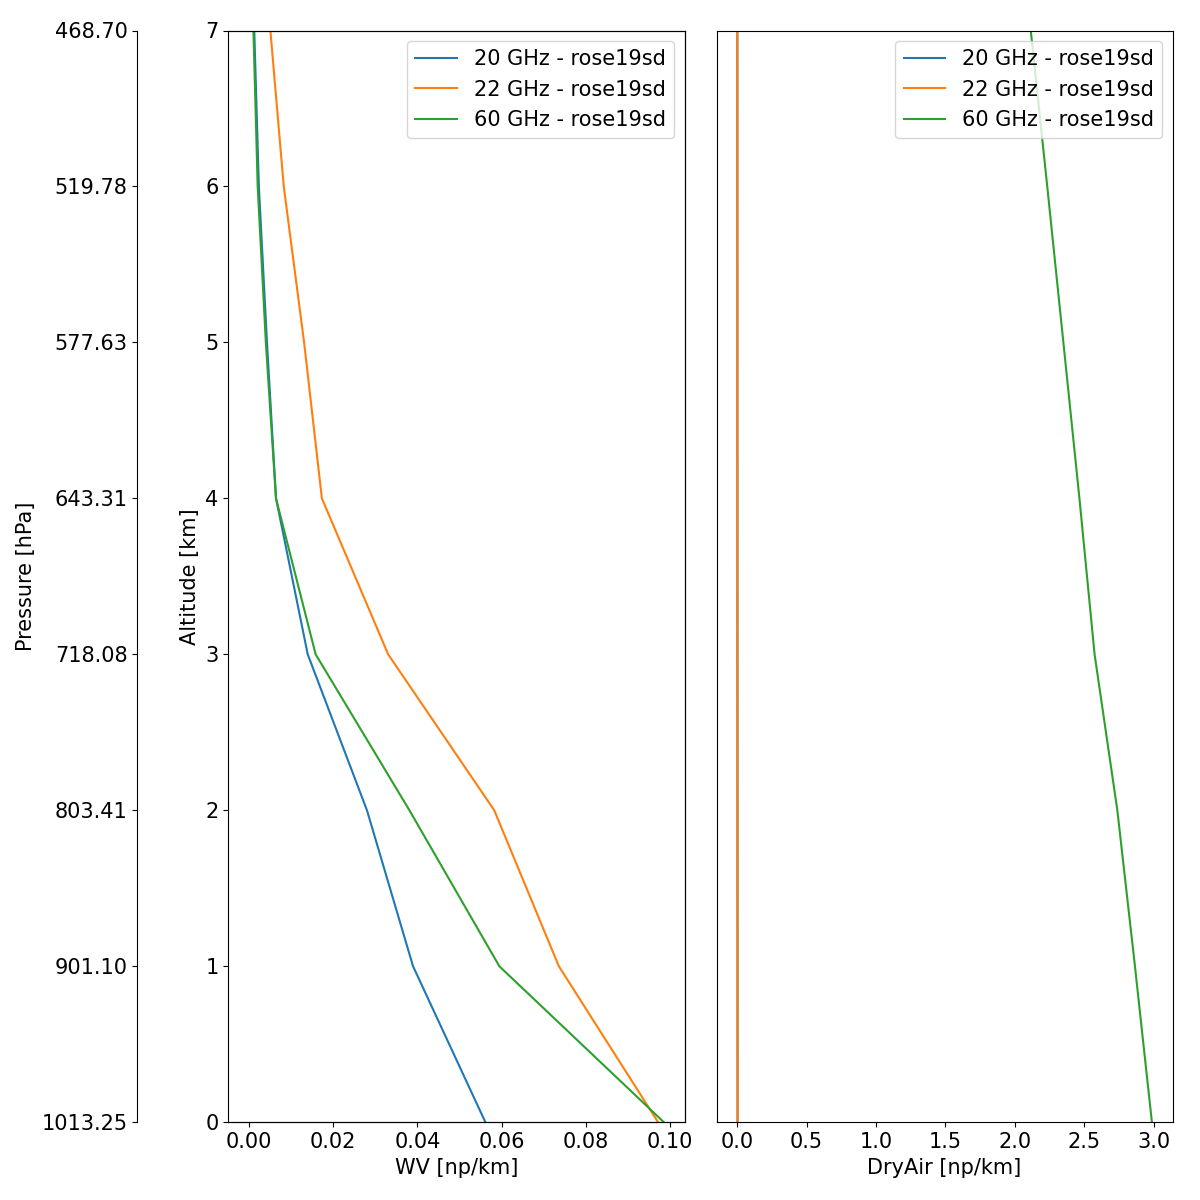 468.70
519.78
577.63
643.31
718.08
803.41
901.10
1013.25
Pressure [hPa]
7
6
5
4
3
2
1
0
Altitude [km]
20 GHz - rose19sd
22 GHz - rose19sd
60 GHz - rose19sd
0.00 0.02 0.04 0.06 0.08 0.10
WV [np/km]
20 GHz - rose19sd
22 GHz - rose19sd
60 GHz - rose19sd
0.0 0.5 1.0 1.5 2.0 2.5 3.0
DryAir [np/km]